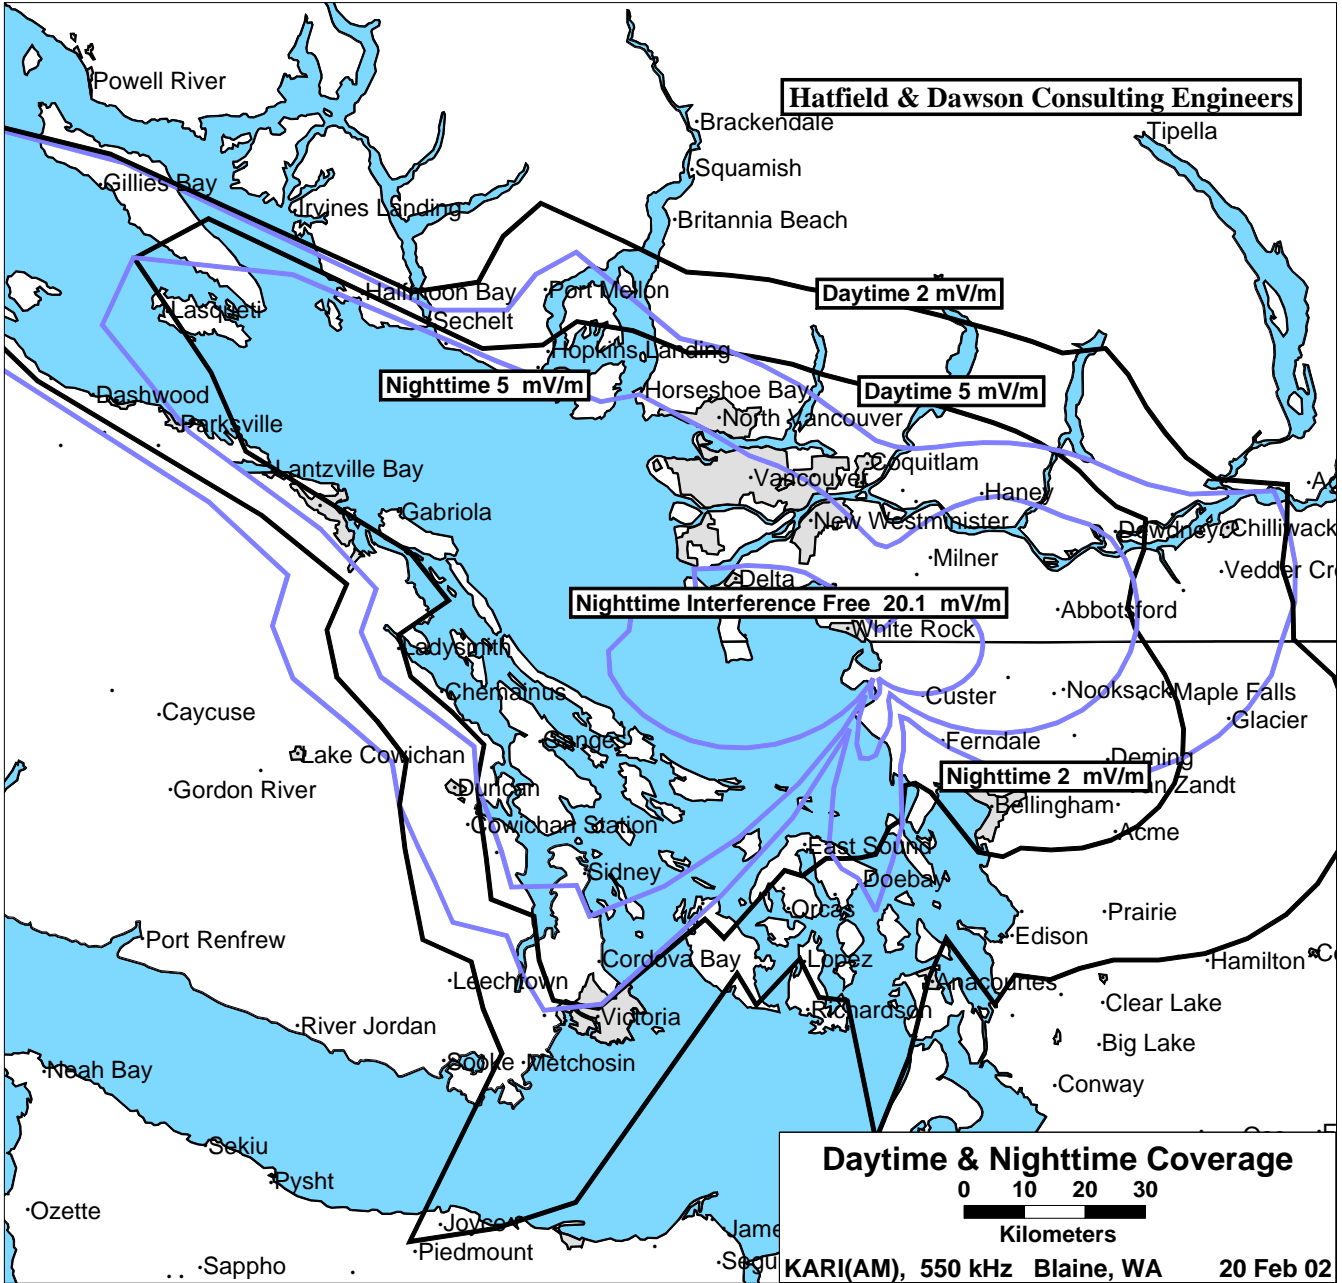 Powell River
Hatfield & Dawson Consulting Engineers
Brackendale
Tipella
Squamish
Gillies Bay
Irvines Landing
Britannia Beach
Halfmoon Bay
Port Mellon
Daytime 2 mV/m
Lasqueti
Sechelt
Hopkins Landing
Nighttime 5 mV/m
Horseshoe Bay
Daytime 5 mV/m
Dashwood
Parksville
North Vancouver
Lantzville Bay
Vancouver
Coquitlam
Haney
Gabriola
New Westminister
Dewdney
Chilliwack
Milner
Vedder Cr
Delta
Nighttime Interference Free 20.1 mV/m
Abbotsford
White Rock
Ladysmith
Chemainus
Custer
Nooksack
Maple Falls
Caycuse
Glacier
Ganges
Ferndale
Lake Cowichan
Deming
Nighttime 2 mV/m
Gordon River
Duncan
Zandt
Bellingham
Cowichan Station
Acme
East Sound
Sidney
Doebay
Orcas
Prairie
Port Renfrew
Edison
Cordova Bay
Lopez
Hamilton
Leechtown
Anacourtes
Clear Lake
Richardson
Victoria
River Jordan
Big Lake
Sooke
Metchosin
Neah Bay
Conway
Sekiu
Pysht
Daytime & Nighttime Coverage
0 10 20 30
Kilometers
Ozette
Joyce
Jame
Piedmount
Sappho
Sequ
KARI(AM), 550 kHz Blaine, WA 20 Feb 02